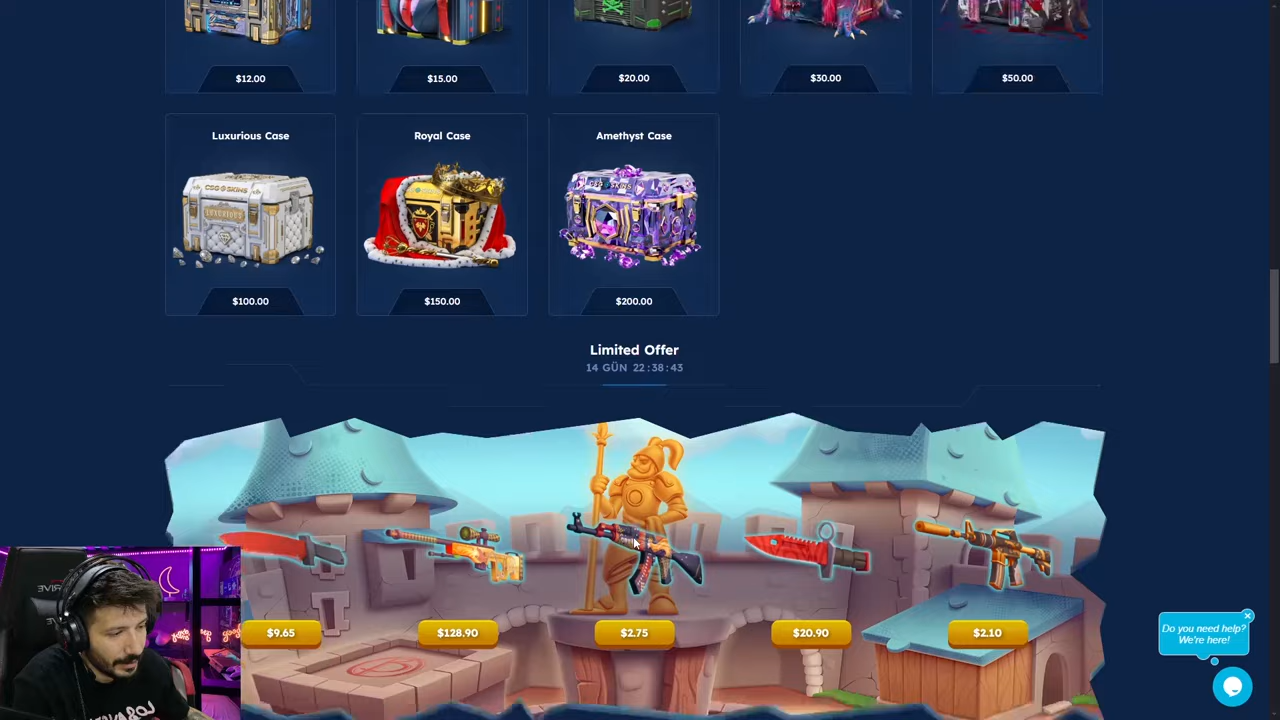 $12.00
$15.00
$20.00
$30.00
$50.00
Luxurious Case
Royal Case
Amethyst Case
CSGOSKINS
LUXURIOUS
$100.00
$150.00
$200.00
Limited Offer
14 GÜN 22:38:43
$9.65
$128.90
$2.75
$20.90
$2.10
Do you need help?
We're here!